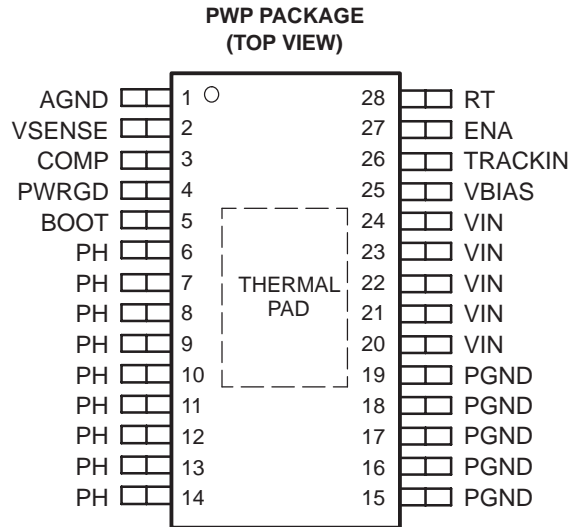 PWP PACKAGE
(TOP VIEW)
AGND 1 28 RT
VSENSE 2 27 ENA
COMP 3 26 TRACKIN
PWRGD 4 25 VBIAS
BOOT 5 24 VIN
PH 6 23 VIN
PH 7 22 VIN
PH 8 21 VIN
PH 9 20 VIN
PH 10 19 PGND
PH 11 18 PGND
PH 12 17 PGND
PH 13 16 PGND
PH 14 15 PGND
THERMAL
PAD